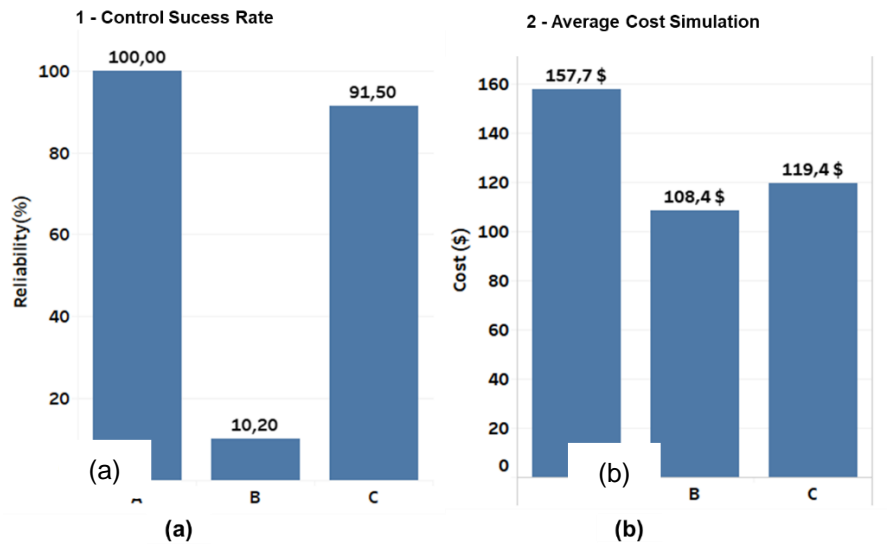 1 - Control Sucess Rate
100,00
100
91,50
80
60
Reliability(%)
40
20
10,20
(a)
B
C
(a)
2 - Average Cost Simulation
160
157,7 $
140
120
119,4 $
108,4 $
100
Cost ($)
80
60
40
20
0
(b)
B
C
(b)